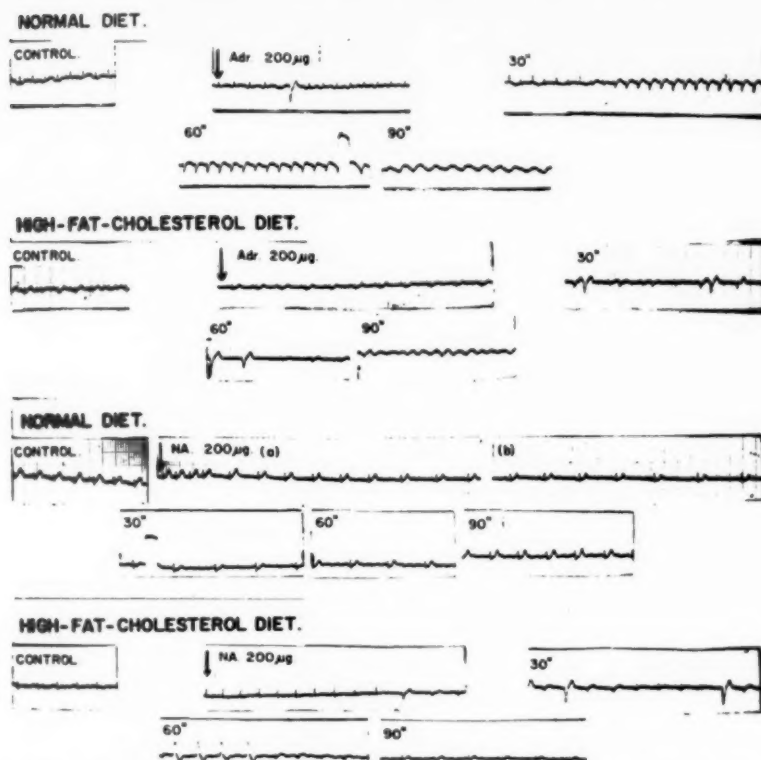 NORMAL DIET.
CONTROL.
Adr. 200µg.
30"
60"
90"
HIGH-FAT-CHOLESTEROL DIET.
CONTROL.
Adr. 200µg.
30"
60"
90"
NORMAL DIET.
CONTROL.
NA. 200µg. (a)
(b)
30"
60"
90"
HIGH-FAT-CHOLESTEROL DIET.
CONTROL
NA. 200µg
30"
60"
90"